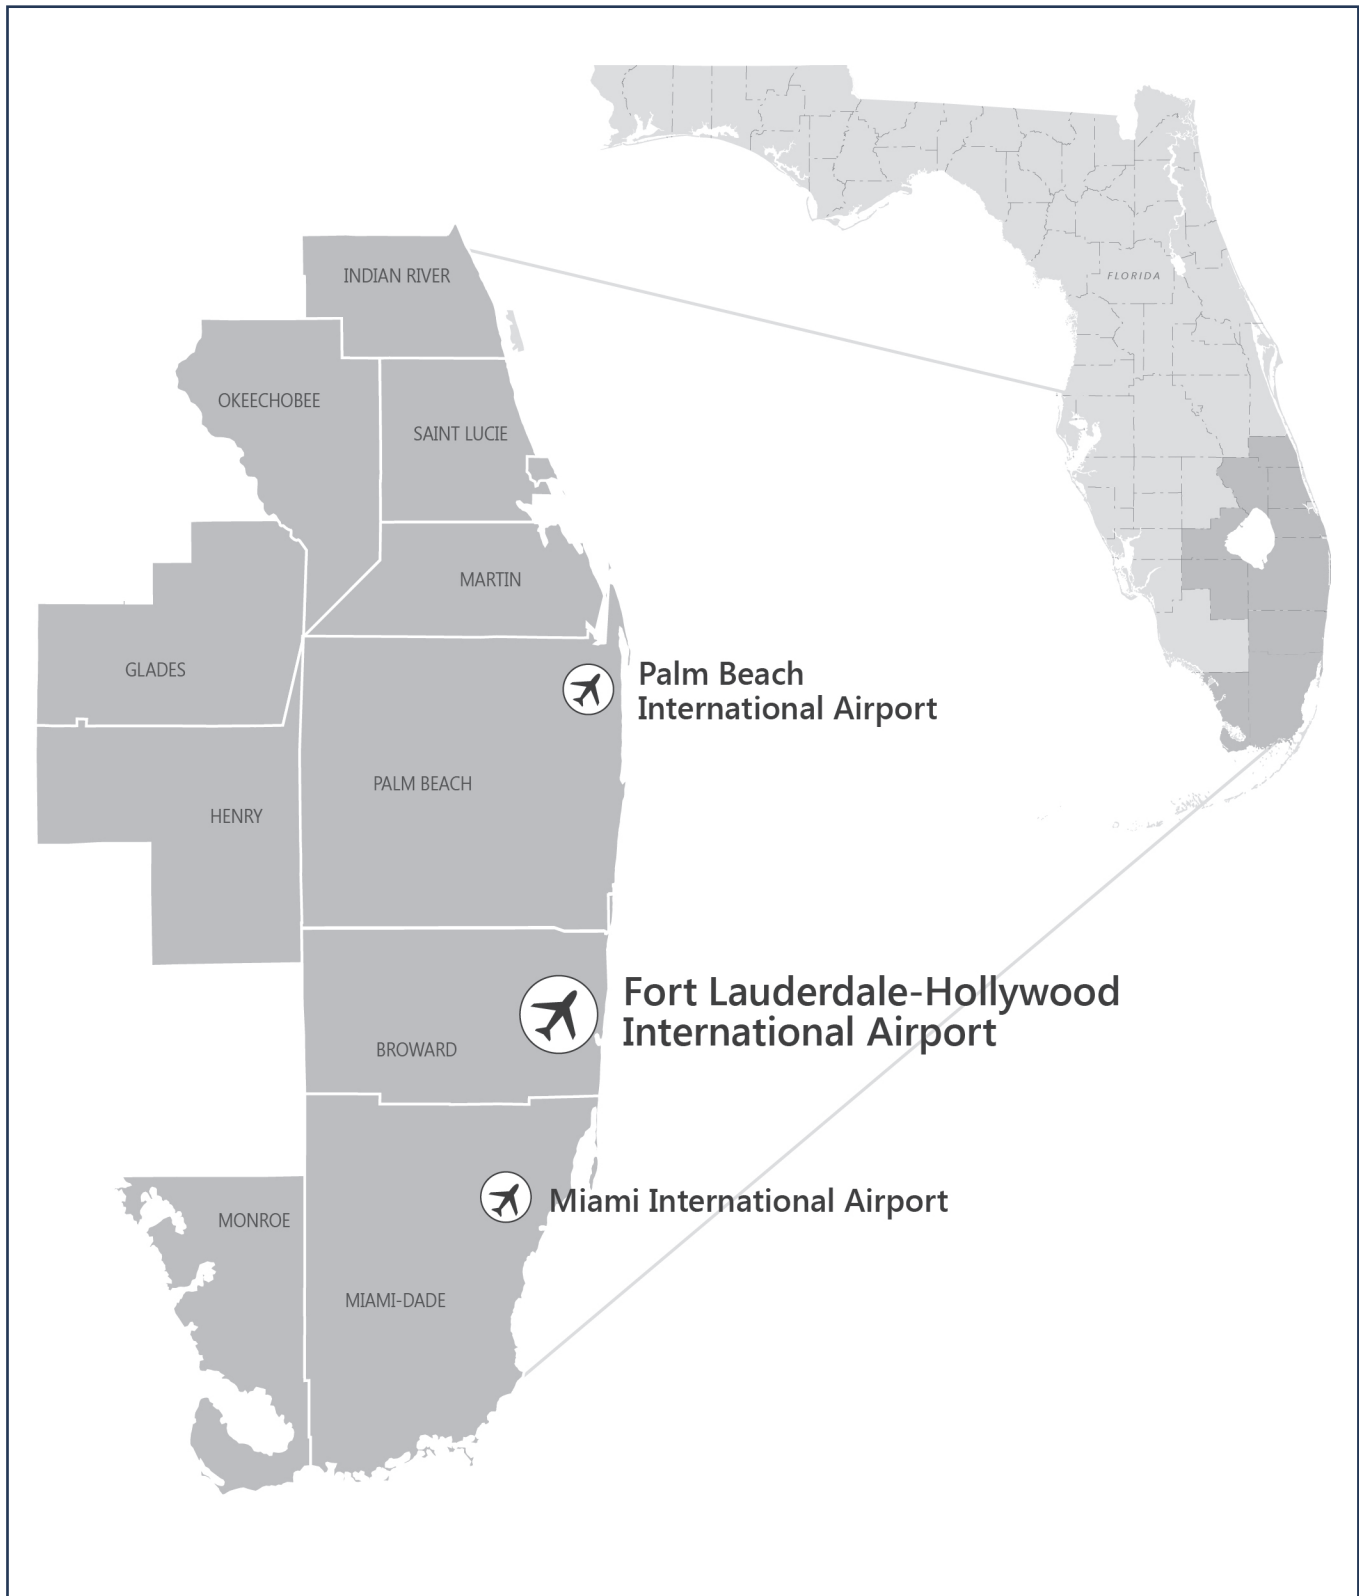 FLORIDA
INDIAN RIVER
OKEECHOBEE
SAINT LUCIE
MARTIN
GLADES
Palm Beach
International Airport
PALM BEACH
HENRY
Fort Lauderdale-Hollywood
International Airport
BROWARD
Miami International Airport
MONROE
MIAMI-DADE